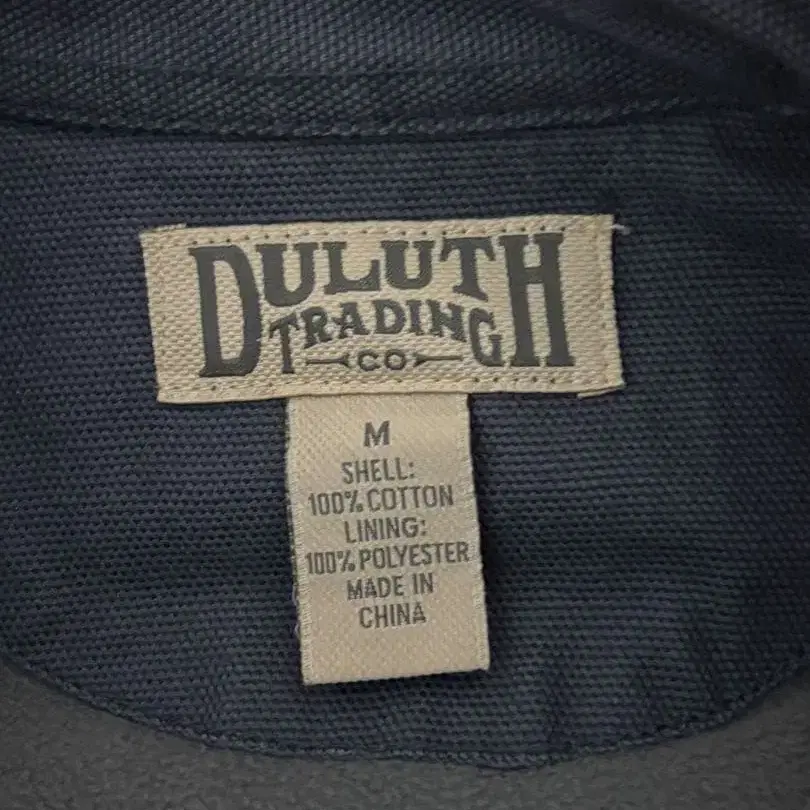 DULUTH
TRADING
CO
M
SHELL:
100% COTTON
LINING:
100% POLYESTER
MADE IN
CHINA